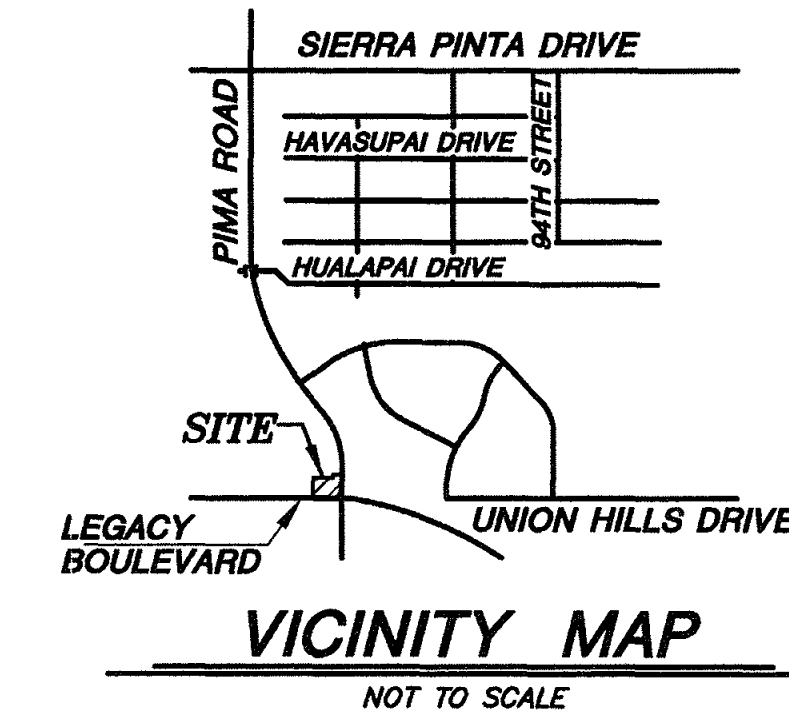 SIERRA PINTA DRIVE
PIMA ROAD
HAVASUPAI DRIVE
94TH STREET
HUALAPAI DRIVE
SITE
LEGACY
BOULEVARD
UNION HILLS DRIVE
VICINITY MAP
NOT TO SCALE